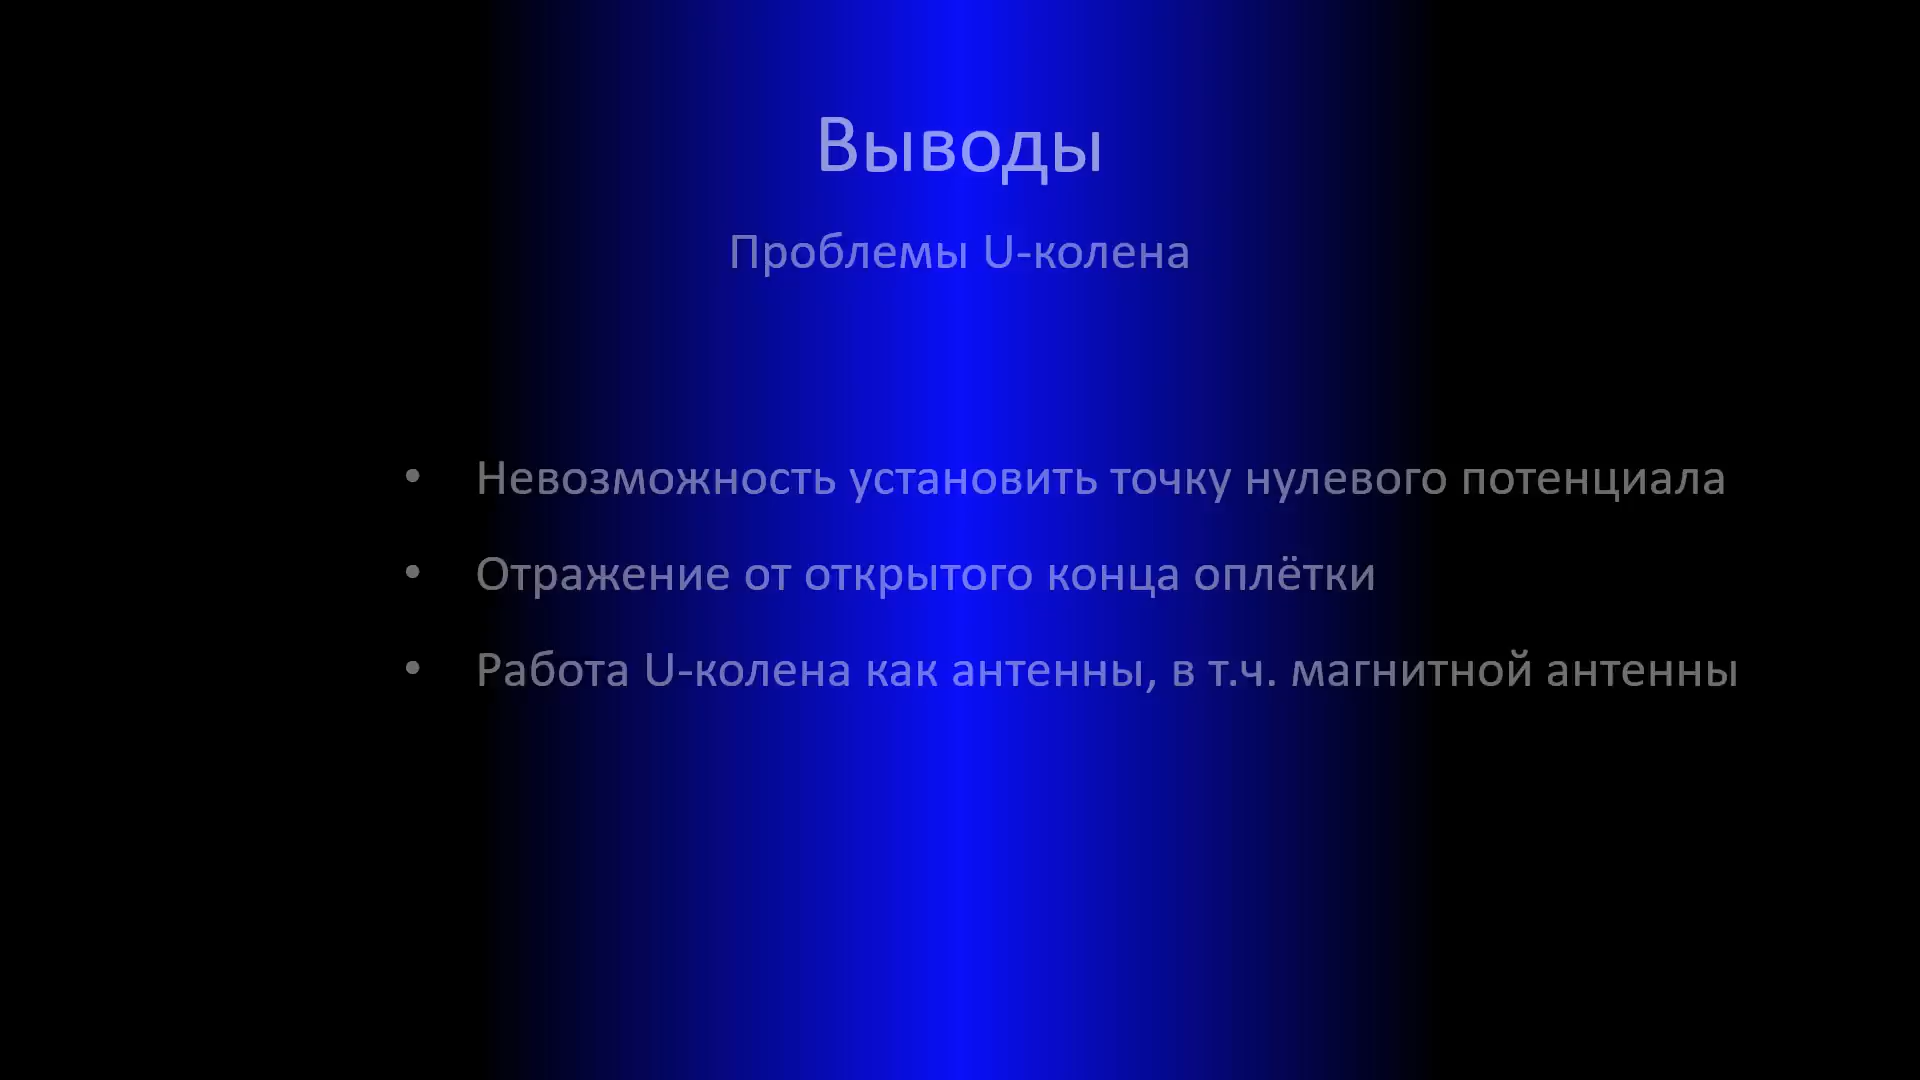 Выводы
Проблемы U-колена
• Невозможность установить точку нулевого потенциала
• Отражение от открытого конца оплётки
• Работа U-колена как антенны, в т.ч. магнитной антенны